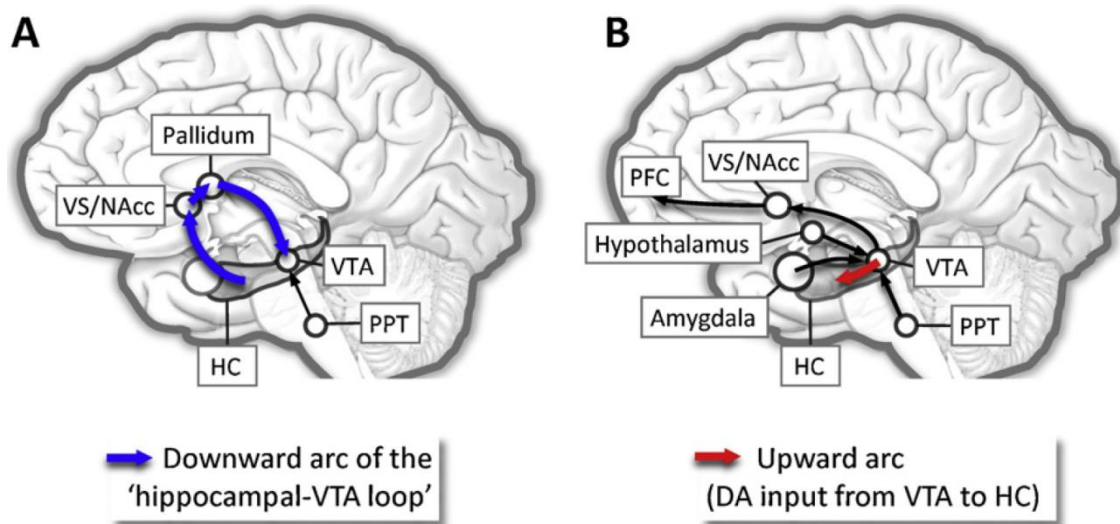 A
Pallidum
VS/NAcc
VTA
PPT
HC
Downward arc of the
‘hippocampal-VTA loop’
B
VS/NAcc
PFC
Hypothalamus
VTA
Amygdala
PPT
HC
Upward arc
(DA input from VTA to HC)